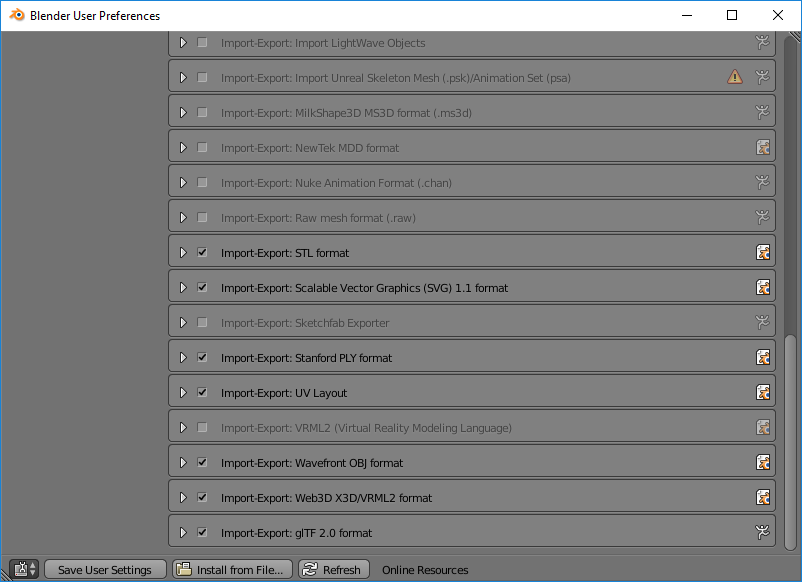 Blender User Preferences
Import-Export: Import LightWave Objects
Import-Export: Import Unreal Skeleton Mesh (.psk)/Animation Set (psa)
Import-Export: MilkShape3D MS3D format (.ms3d)
Import-Export: NewTek MDD format
Import-Export: Nuke Animation Format (.chan)
Import-Export: Raw mesh format (.raw)
Import-Export: STL format
Import-Export: Scalable Vector Graphics (SVG) 1.1 format
Import-Export: Sketchfab Exporter
Import-Export: Stanford PLY format
Import-Export: UV Layout
Import-Export: VRML2 (Virtual Reality Modeling Language)
Import-Export: Wavefront OBJ format
Import-Export: Web3D X3D/VRML2 format
Import-Export: glTF 2.0 format
Save User Settings Install from File... Refresh Online Resources